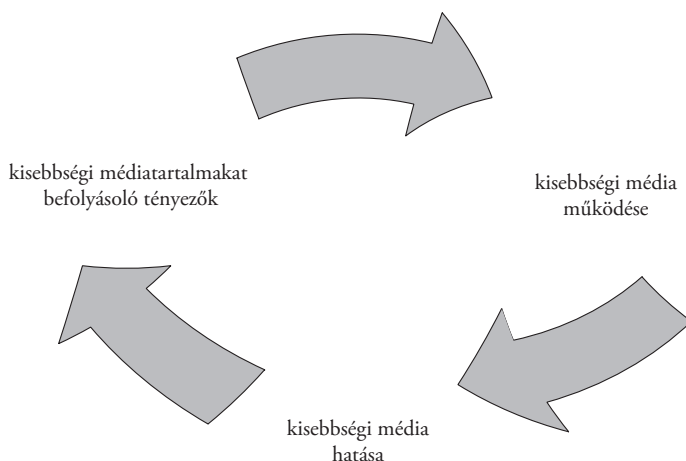 kisebbségi médiatartalmakat
befolyásoló tényezők
kisebbségi média
működése
kisebbségi média
hatása